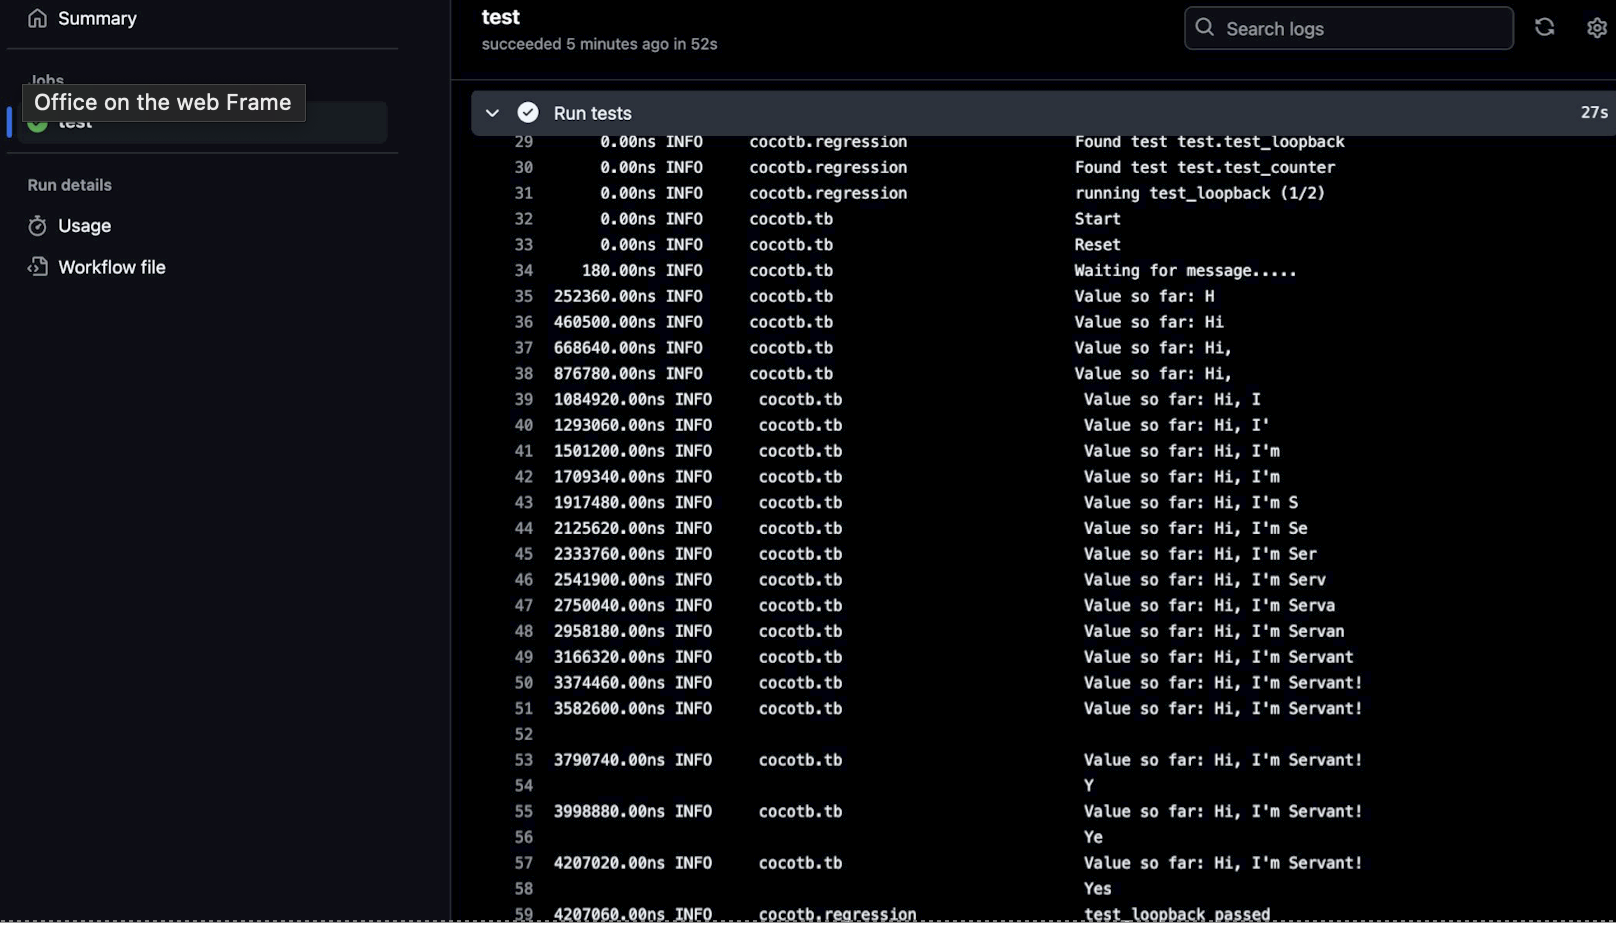 Summary
Jobs
Office on the web Frame
test
Run details
Usage
Workflow file
test
succeeded 5 minutes ago in 52s
Search logs
Run tests 27s
29 0.00ns INFO cocotb.regression Found test test.test_loopback
30 0.00ns INFO cocotb.regression Found test test.test_counter
31 0.00ns INFO cocotb.regression running test_loopback (1/2)
32 0.00ns INFO cocotb.tb Start
33 0.00ns INFO cocotb.tb Reset
34 180.00ns INFO cocotb.tb Waiting for message.....
35 252360.00ns INFO cocotb.tb Value so far: H
36 460500.00ns INFO cocotb.tb Value so far: Hi
37 668640.00ns INFO cocotb.tb Value so far: Hi,
38 876780.00ns INFO cocotb.tb Value so far: Hi,
39 1084920.00ns INFO cocotb.tb Value so far: Hi, I
40 1293060.00ns INFO cocotb.tb Value so far: Hi, I'
41 1501200.00ns INFO cocotb.tb Value so far: Hi, I'm
42 1709340.00ns INFO cocotb.tb Value so far: Hi, I'm
43 1917480.00ns INFO cocotb.tb Value so far: Hi, I'm S
44 2125620.00ns INFO cocotb.tb Value so far: Hi, I'm Se
45 2333760.00ns INFO cocotb.tb Value so far: Hi, I'm Ser
46 2541900.00ns INFO cocotb.tb Value so far: Hi, I'm Serv
47 2750040.00ns INFO cocotb.tb Value so far: Hi, I'm Serva
48 2958180.00ns INFO cocotb.tb Value so far: Hi, I'm Servan
49 3166320.00ns INFO cocotb.tb Value so far: Hi, I'm Servant
50 3374460.00ns INFO cocotb.tb Value so far: Hi, I'm Servant!
51 3582600.00ns INFO cocotb.tb Value so far: Hi, I'm Servant!
52
53 3790740.00ns INFO cocotb.tb Value so far: Hi, I'm Servant!
54 Y
55 3998880.00ns INFO cocotb.tb Value so far: Hi, I'm Servant!
56 Ye
57 4207020.00ns INFO cocotb.tb Value so far: Hi, I'm Servant!
58 Yes
59 4207060.00ns INFO cocotb.regression test_loopback passed